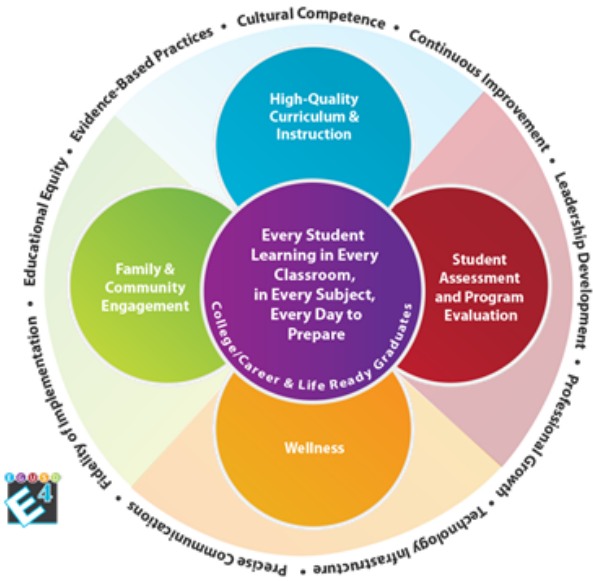 Cultural Competence • Continuous Improvement • Leadership Development • Professional Growth • Technology Infrastructure • Precise Communications • Fidelity of Implementation • Educational Equity • Evidence-Based Practices •
High-Quality
Curriculum &
Instruction
Family &
Community
Engagement
Every Student
Learning in Every
Classroom,
in Every Subject,
Every Day to
Prepare
College/Career & Life Ready Graduates
Student
Assessment
and Program
Evaluation
Wellness
EGUSD
E4